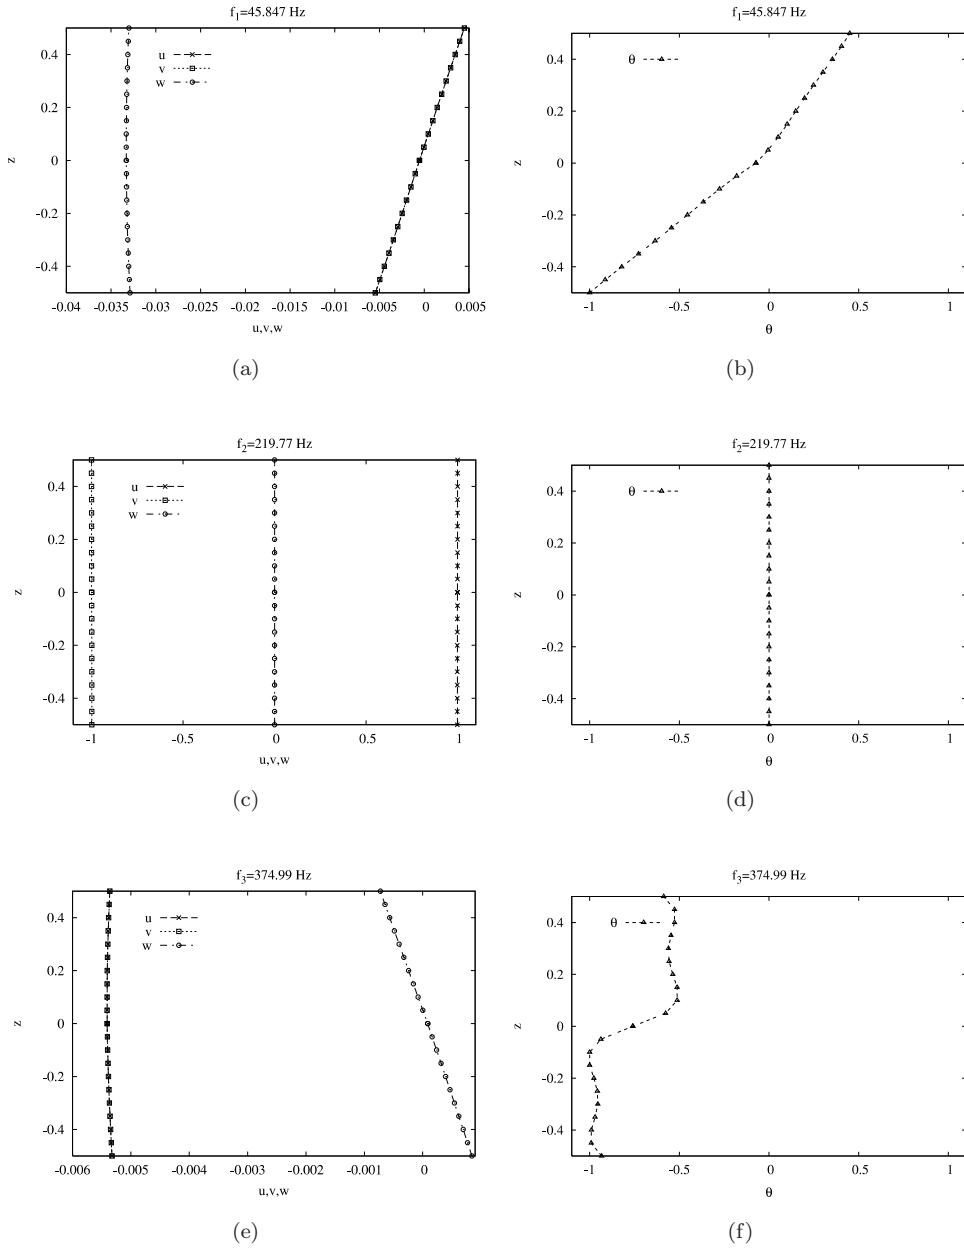 f1=45.847 Hz
u
v
w
0.4
0.2
0
-0.2
-0.4
z
-0.04 -0.035 -0.03 -0.025 -0.02 -0.015 -0.01 -0.005 0 0.005
u,v,w
(a)
f1=45.847 Hz
θ
0.4
0.2
0
-0.2
-0.4
z
-1 -0.5 0 0.5 1
θ
(b)
f2=219.77 Hz
u
v
w
0.4
0.2
0
-0.2
-0.4
z
-1 -0.5 0 0.5 1
u,v,w
(c)
f2=219.77 Hz
θ
0.4
0.2
0
-0.2
-0.4
z
-1 -0.5 0 0.5 1
θ
(d)
f3=374.99 Hz
u
v
w
0.4
0.2
0
-0.2
-0.4
z
-0.006 -0.005 -0.004 -0.003 -0.002 -0.001 0
u,v,w
(e)
f3=374.99 Hz
θ
0.4
0.2
0
-0.2
-0.4
z
-1 -0.5 0 0.5 1
θ
(f)